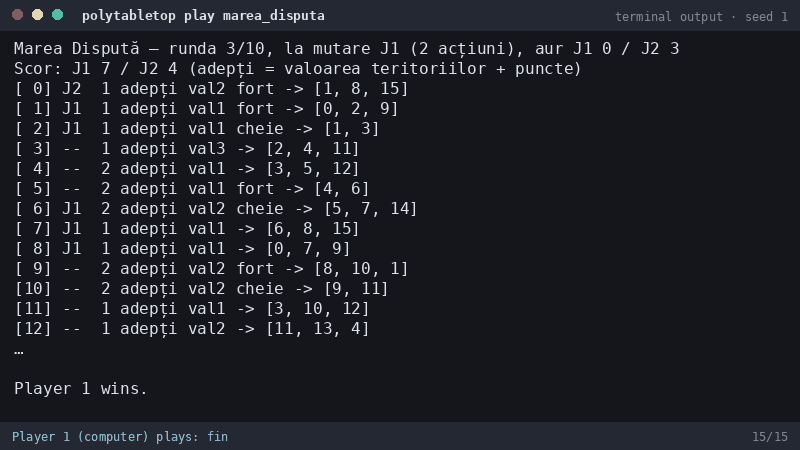 polytabletop play marea_disputa
terminal output · seed 1
Marea Dispută — runda 3/10, la mutare J1 (2 acțiuni), aur J1 0 / J2 3
Scor: J1 7 / J2 4 (adepți = valoarea teritoriilor + puncte)
[ 0] J2  1 adepți val2 fort -> [1, 8, 15]
[ 1] J1  1 adepți val1 fort -> [0, 2, 9]
[ 2] J1  1 adepți val1 cheie -> [1, 3]
[ 3] --  1 adepți val3 -> [2, 4, 11]
[ 4] --  2 adepți val1 -> [3, 5, 12]
[ 5] --  2 adepți val1 fort -> [4, 6]
[ 6] J1  2 adepți val2 cheie -> [5, 7, 14]
[ 7] J1  1 adepți val1 -> [6, 8, 15]
[ 8] J1  1 adepți val1 -> [0, 7, 9]
[ 9] --  2 adepți val2 fort -> [8, 10, 1]
[10] --  2 adepți val2 cheie -> [9, 11]
[11] --  1 adepți val1 -> [3, 10, 12]
[12] --  1 adepți val2 -> [11, 13, 4]
…
Player 1 wins.
Player 1 (computer) plays: fin
15/15